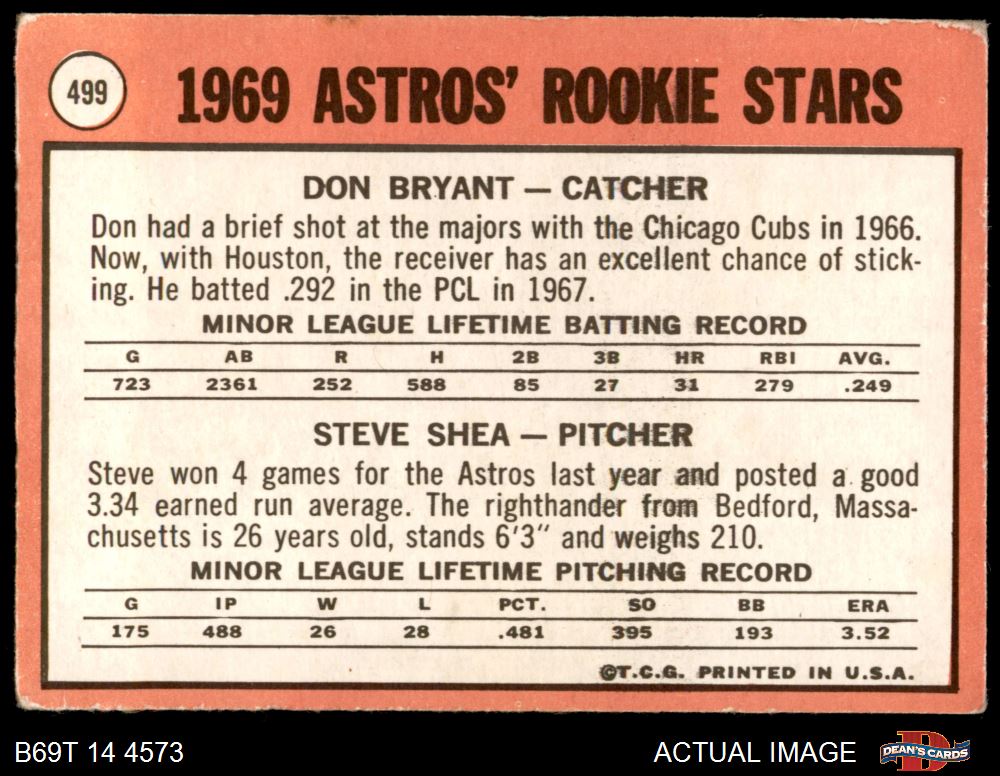 499
1969 ASTROS' ROOKIE STARS
DON BRYANT — CATCHER
Don had a brief shot at the majors with the Chicago Cubs in 1966.
Now, with Houston, the receiver has an excellent chance of stick-
ing. He batted .292 in the PCL in 1967.
MINOR LEAGUE LIFETIME BATTING RECORD
G AB R H 2B 3B HR RBI AVG.
723 2361 252 588 85 27 31 279 .249
STEVE SHEA — PITCHER
Steve won 4 games for the Astros last year and posted a good
3.34 earned run average. The righthander from Bedford, Massa-
chusetts is 26 years old, stands 6'3" and weighs 210.
MINOR LEAGUE LIFETIME PITCHING RECORD
G IP W L PCT. SO BB ERA
175 488 26 28 .481 395 193 3.52
©T.C.G. PRINTED IN U.S.A.
B69T 14 4573
ACTUAL IMAGE
D
DEAN'S CARDS